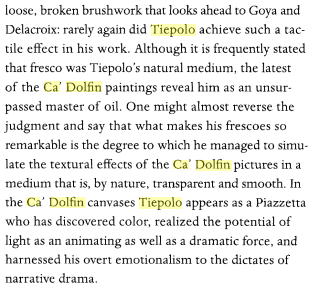 loose, broken brushwork that looks ahead to Goya and
Delacroix: rarely again did Tiepolo achieve such a tac-
tile effect in his work. Although it is frequently stated
that fresco was Tiepolo's natural medium, the latest
of the Ca' Dolfin paintings reveal him as an unsur-
passed master of oil. One might almost reverse the
judgment and say that what makes his frescoes so
remarkable is the degree to which he managed to simu-
late the textural effects of the Ca' Dolfin pictures in a
medium that is, by nature, transparent and smooth. In
the Ca' Dolfin canvases Tiepolo appears as a Piazzetta
who has discovered color, realized the potential of
light as an animating as well as a dramatic force, and
harnessed his overt emotionalism to the dictates of
narrative drama.